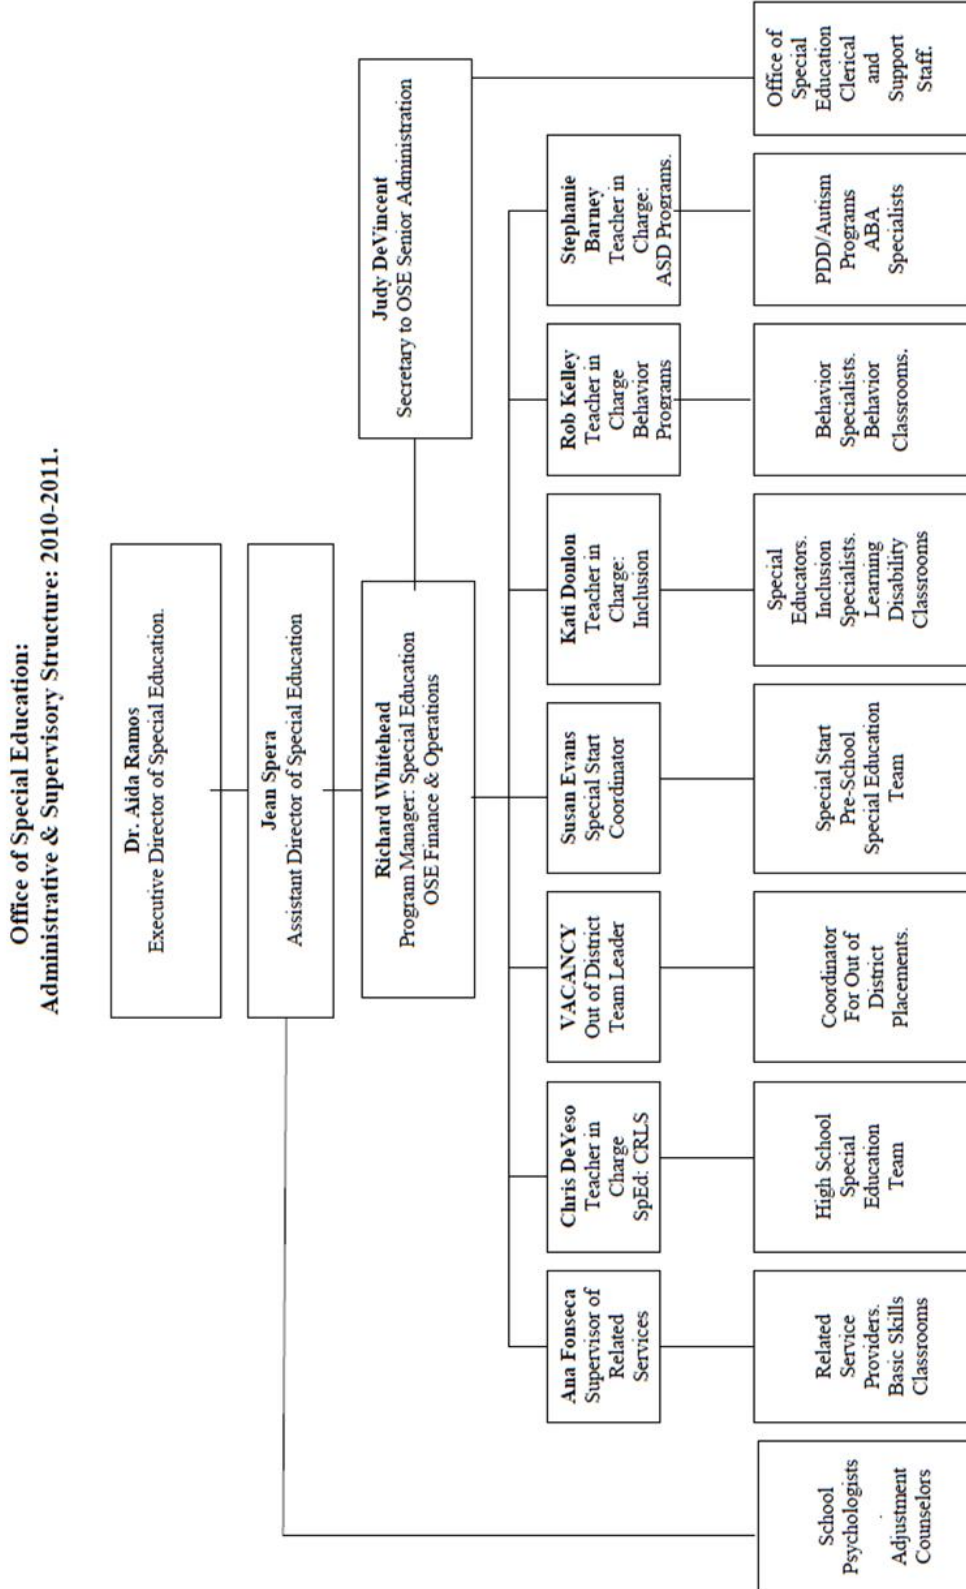 Office of Special Education:
Administrative & Supervisory Structure: 2010-2011.
Dr. Aida Ramos
Executive Director of Special Education.
Jean Spera
Assistant Director of Special Education
Richard Whitehead
Program Manager: Special Education
OSE Finance & Operations
Judy DeVincent
Secretary to OSE Senior Administration
Ana Fonseca
Supervisor of
Related
Services
Chris DeYeso
Teacher in
Charge
SpEd: CRLS
VACANCY
Out of District
Team Leader
Susan Evans
Special Start
Coordinator
Kati Donlon
Teacher in
Charge:
Inclusion
Rob Kelley
Teacher in
Charge
Behavior
Programs
Stephanie
Barney
Teacher in
Charge:
ASD Programs.
School
Psychologists
.
Adjustment
Counselors
Related
Service
Providers.
Basic Skills
Classrooms
High School
Special
Education
Team
Coordinator
For Out of
District
Placements.
Special Start
Pre-School
Special Education
Team
Special
Educators.
Inclusion
Specialists.
Learning
Disability
Classrooms
Behavior
Specialists.
Behavior
Classrooms.
PDD/Autism
Programs
ABA
Specialists
Office of
Special
Education
Clerical
and
Support
Staff.